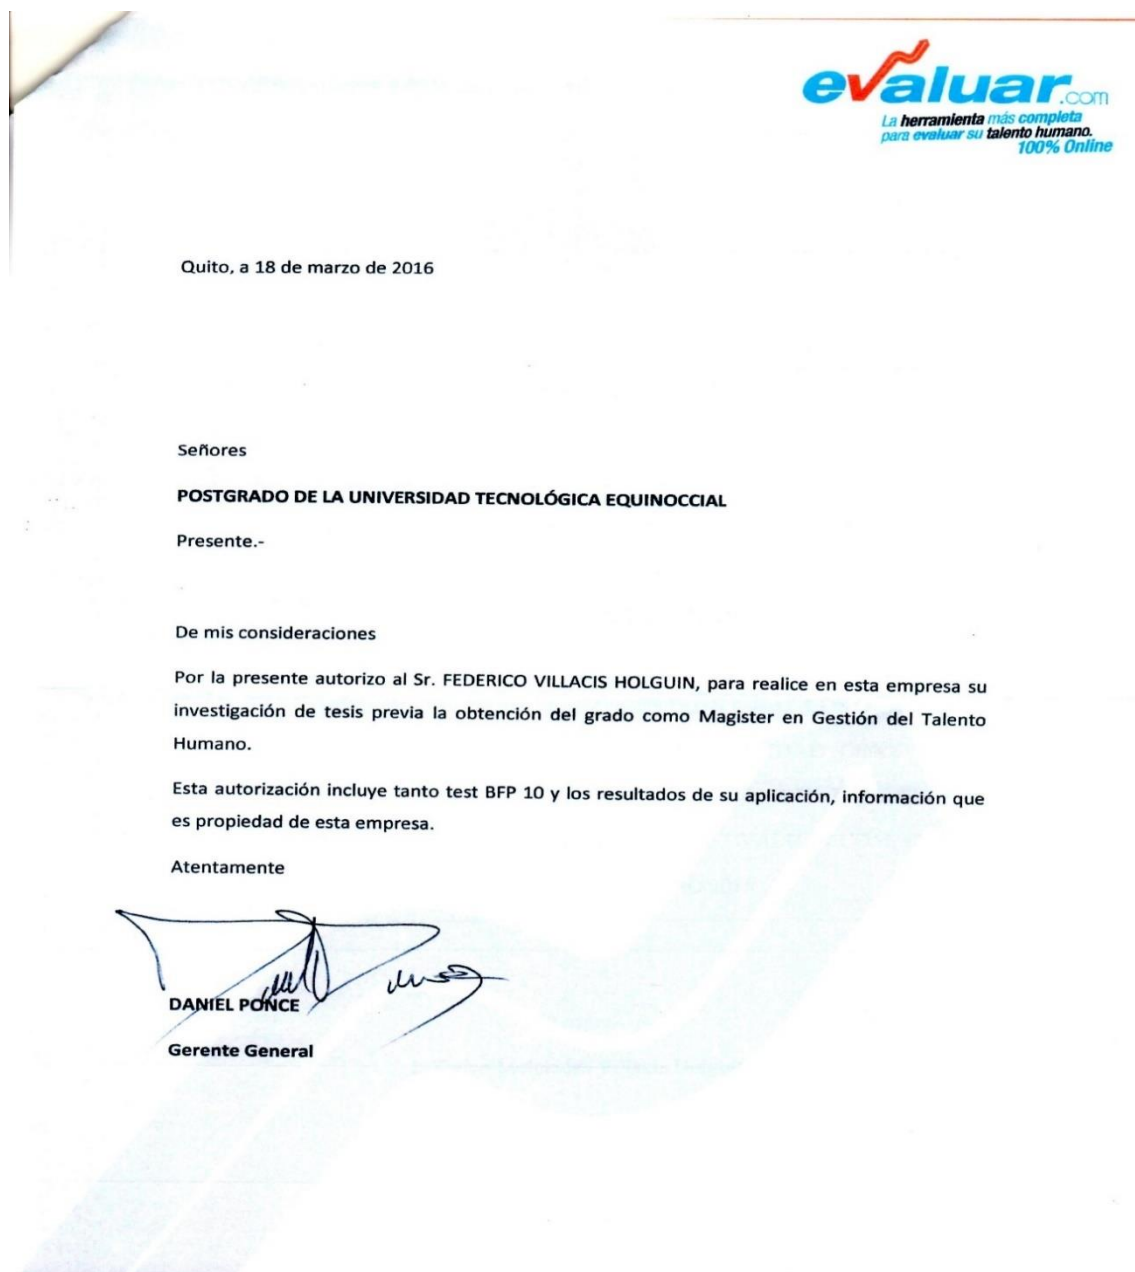 evaluar.com
La herramienta más completa
para evaluar su talento humano.
100% Online
Quito, a 18 de marzo de 2016
Señores
POSTGRADO DE LA UNIVERSIDAD TECNOLÓGICA EQUINOCCIAL
Presente.-
De mis consideraciones
Por la presente autorizo al Sr. FEDERICO VILLACIS HOLGUIN, para realice en esta empresa su
investigación de tesis previa la obtención del grado como Magister en Gestión del Talento
Humano.
Esta autorización incluye tanto test BFP 10 y los resultados de su aplicación, información que
es propiedad de esta empresa.
Atentamente
DANIEL PONCE
Gerente General